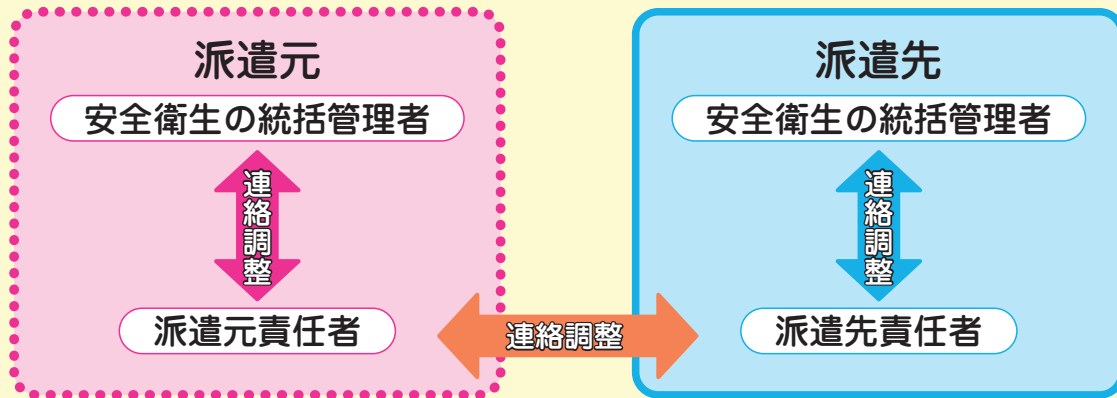 派遣元
安全衛生の統括管理者
連絡調整
派遣元責任者
連絡調整
派遣先
安全衛生の統括管理者
連絡調整
派遣先責任者